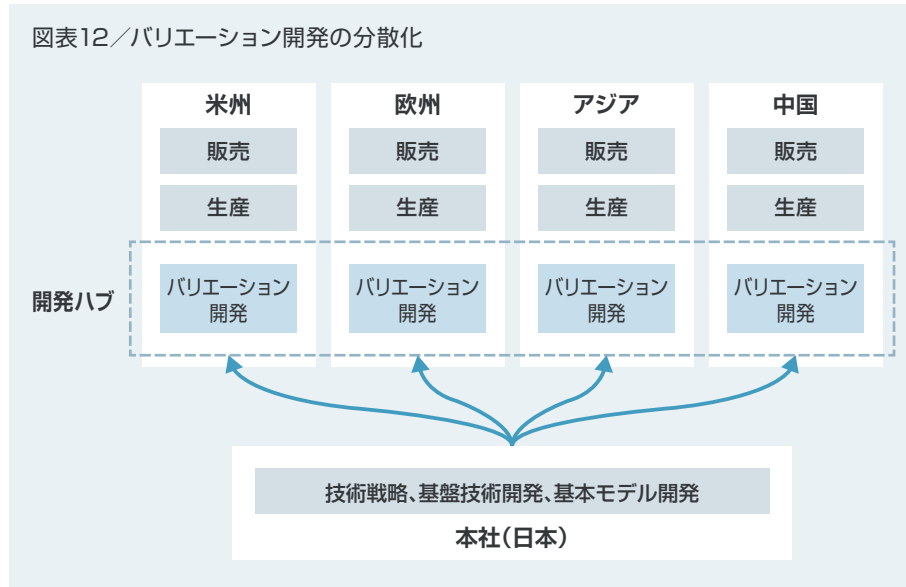 図表12／バリエーション開発の分散化
米州
欧州
アジア
中国
販売
販売
販売
販売
生産
生産
生産
生産
開発ハブ
バリエーション
開発
バリエーション
開発
バリエーション
開発
バリエーション
開発
技術戦略、基盤技術開発、基本モデル開発
本社（日本）